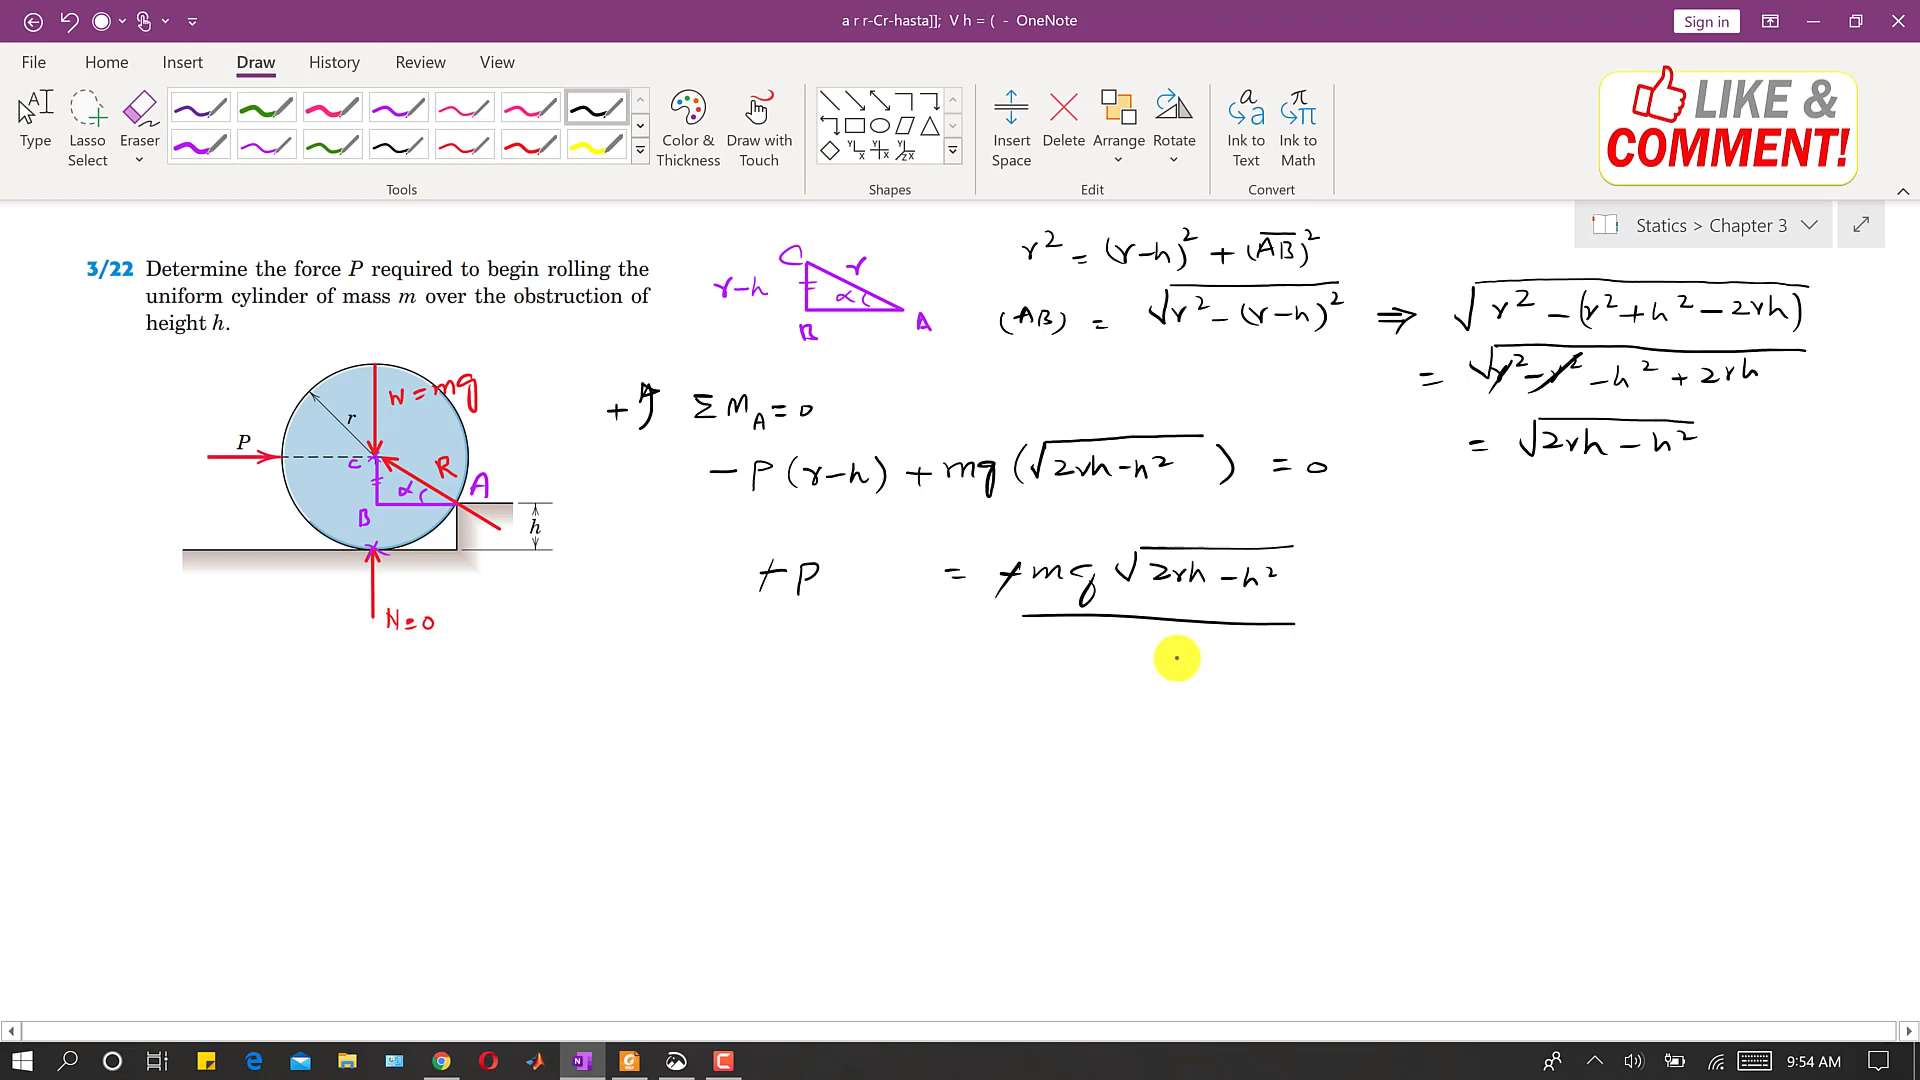 a r r-Cr-hasta]]; V h = ( - OneNote
Sign in
File Home Insert Draw History Review View
Type
Lasso Select
Eraser
Color & Thickness
Draw with Touch
Insert Space
Delete
Arrange
Rotate
Ink to Text
Ink to Math
Tools
Shapes
Edit
Convert
LIKE &
COMMENT!
Statics > Chapter 3
3/22 Determine the force P required to begin rolling the
uniform cylinder of mass m over the obstruction of
height h.
C
r
r-h
α
B
A
r² = (r-h)² + (AB)²
(AB) = √r² - (r-h)² ⇒ √r² - (r² + h² - 2rh)
= √r² - r² - h² + 2rh
= √2rh - h²
W = mg
r
P
C
R
α
A
B
h
N=0
+ ΣM_A = 0
- P (r-h) + mg (√2rh-h² ) = 0
+ P = + mg √2rh - h²
9:54 AM